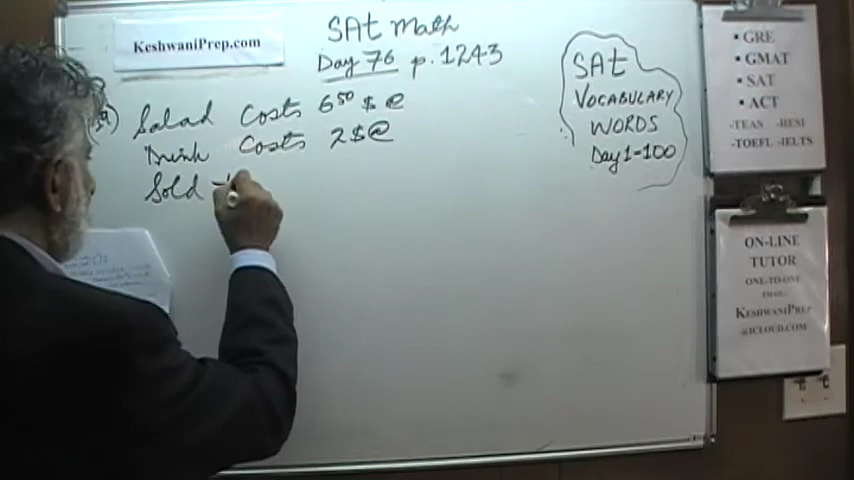 KeshwaniPrep.com
SAt Math
Day 76 p. 1243
Salad Costs 6⁵⁰ $ @
Drink Costs 2$@
Sold
SAt
VOCABULARY
WORDS
Day 1-100
• GRE
• GMAT
• SAT
• ACT
-TEAS -HESI
-TOEFL -IELTS
ON-LINE
TUTOR
ONE-TO-ONE
EMAIL:
KESHWANIPREP
@ICLOUD.COM